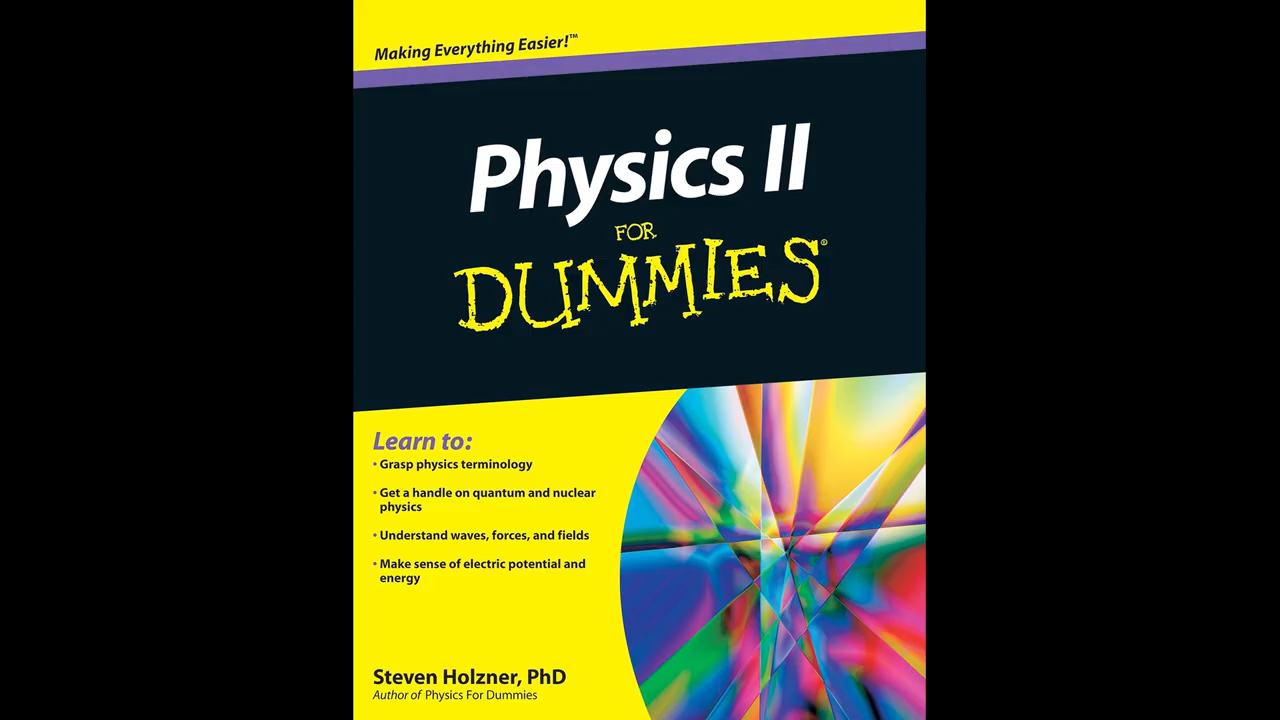 Making Everything Easier!™
Physics II
FOR
DUMMIES®
Learn to:
• Grasp physics terminology
• Get a handle on quantum and nuclear
physics
• Understand waves, forces, and fields
• Make sense of electric potential and
energy
Steven Holzner, PhD
Author of Physics For Dummies